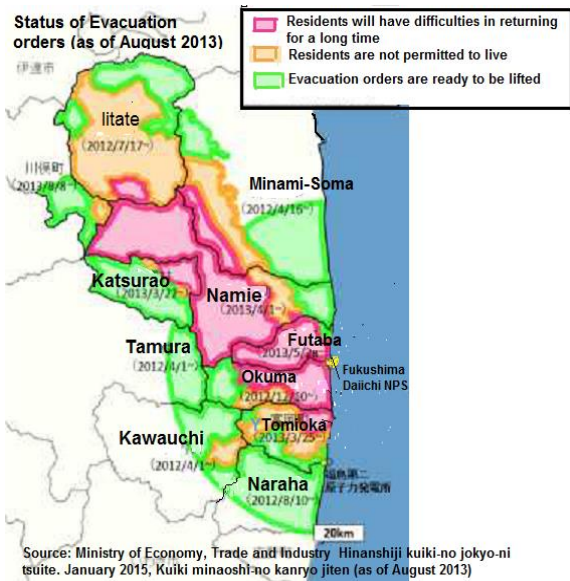 Status of Evacuation
orders (as of August 2013)
Residents will have difficulties in returning
for a long time
Residents are not permitted to live
Evacuation orders are ready to be lifted
伊達市
Iitate
(2012/7/17~)
川俣町
(2013/8/8~)
Minami-Soma
(2012/4/16~)
Katsurao
(2013/3/22~)
Namie
(2013/4/1~)
Tamura
(2012/4/1~)
Futaba
(2013/5/28
Fukushima
Daiichi NPS
Okuma
(2012/12/10~)
Tomioka
(2013/3/25~)
Kawauchi
(2012/4/1~)
福島第二
原子力発電所
Naraha
(2012/8/10~)
20km
Source: Ministry of Economy, Trade and Industry Hinanshiji kuiki-no jokyo-ni
tsuite. January 2015, Kuiki minaoshi-no kanryo jiten (as of August 2013)